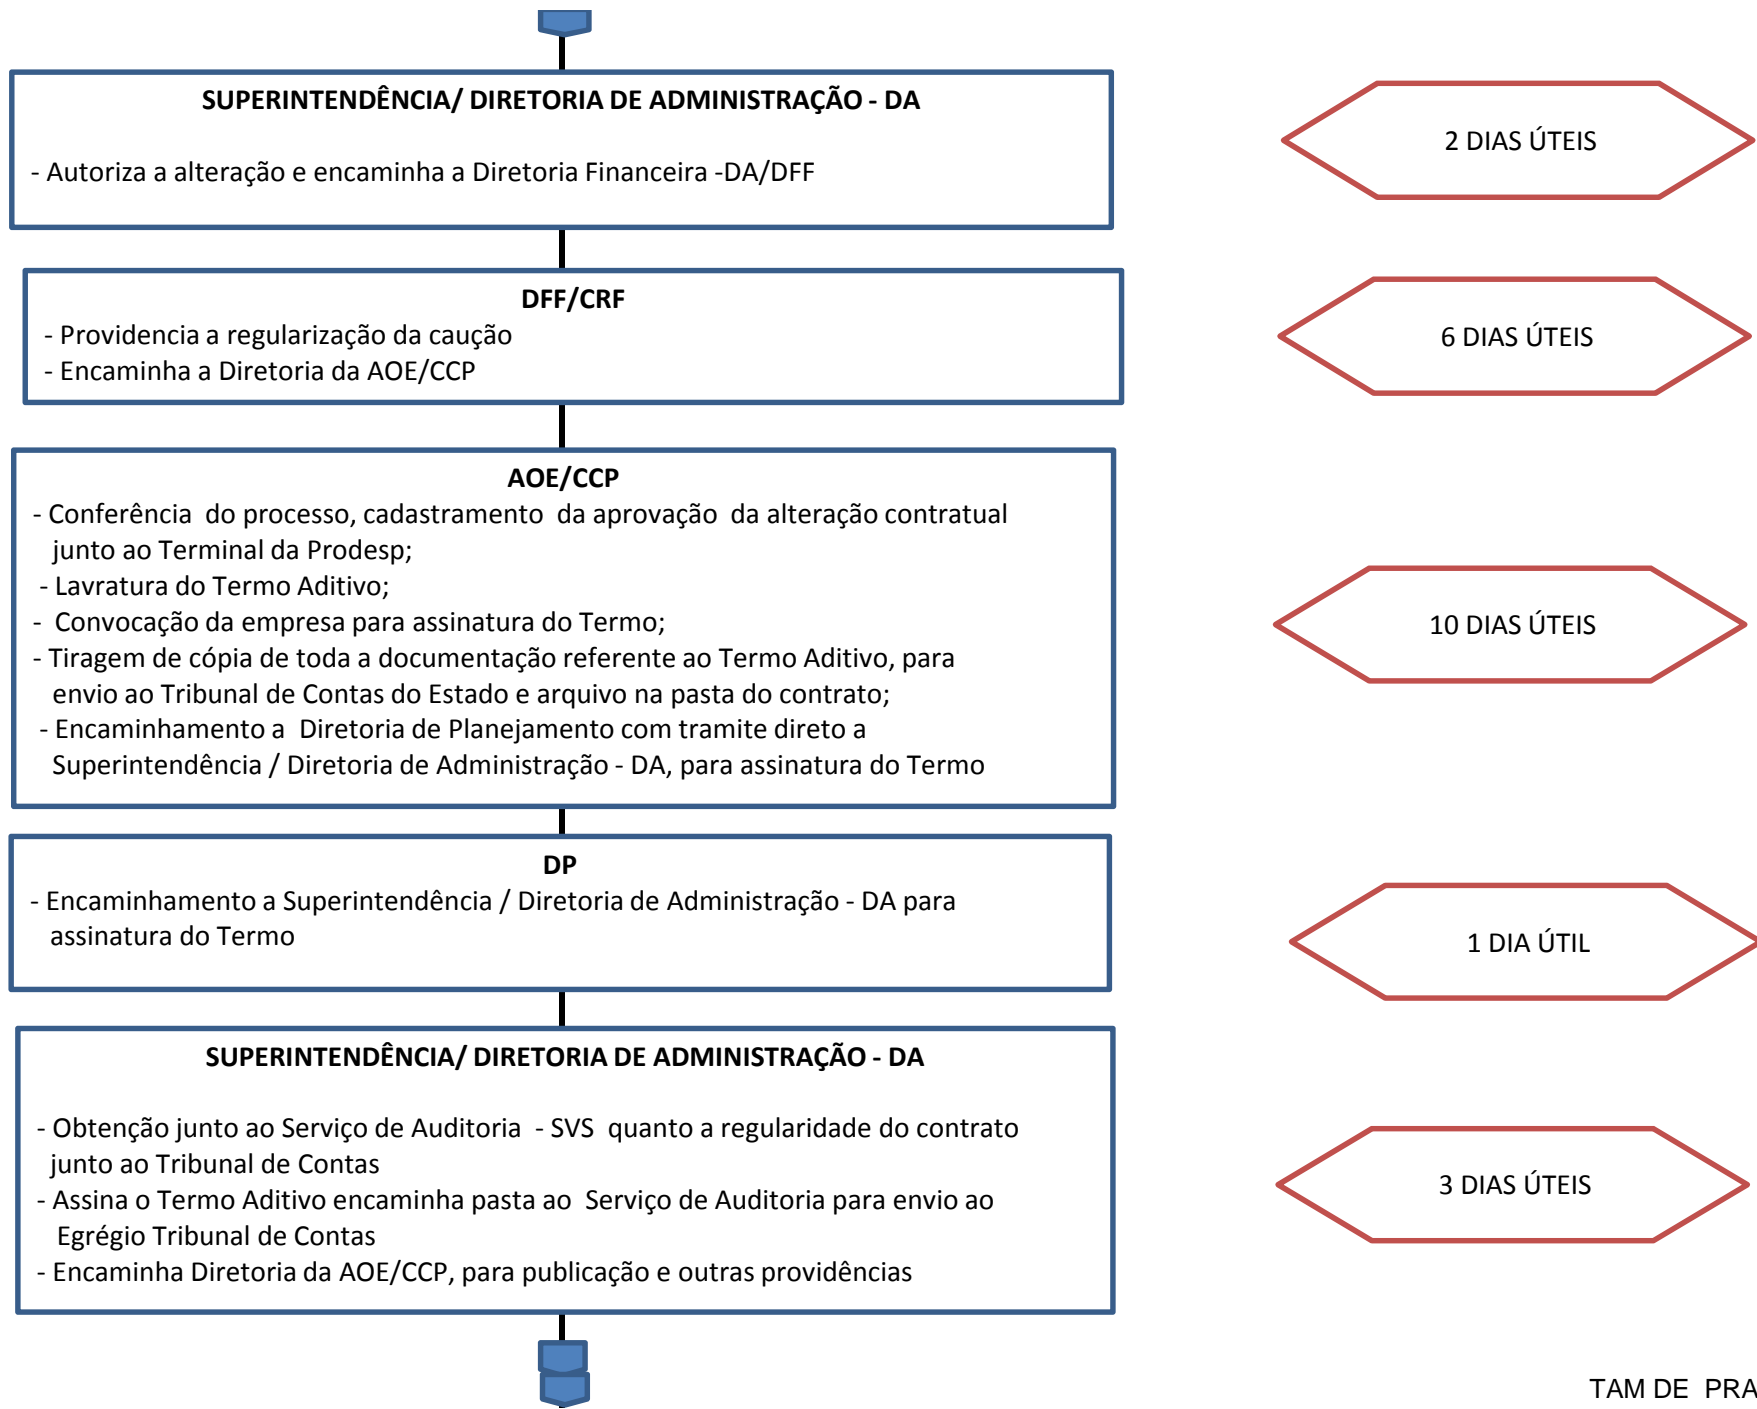 SUPERINTENDÊNCIA/ DIRETORIA DE ADMINISTRAÇÃO - DA
- Autoriza a alteração e encaminha a Diretoria Financeira -DA/DFF
2 DIAS ÚTEIS
DFF/CRF
- Providencia a regularização da caução
- Encaminha a Diretoria da AOE/CCP
6 DIAS ÚTEIS
AOE/CCP
- Conferência do processo, cadastramento da aprovação da alteração contratual
junto ao Terminal da Prodesp;
- Lavratura do Termo Aditivo;
- Convocação da empresa para assinatura do Termo;
- Tiragem de cópia de toda a documentação referente ao Termo Aditivo, para
envio ao Tribunal de Contas do Estado e arquivo na pasta do contrato;
- Encaminhamento a Diretoria de Planejamento com tramite direto a
Superintendência / Diretoria de Administração - DA, para assinatura do Termo
10 DIAS ÚTEIS
DP
- Encaminhamento a Superintendência / Diretoria de Administração - DA para
assinatura do Termo
1 DIA ÚTIL
SUPERINTENDÊNCIA/ DIRETORIA DE ADMINISTRAÇÃO - DA
- Obtenção junto ao Serviço de Auditoria - SVS quanto a regularidade do contrato
junto ao Tribunal de Contas
- Assina o Termo Aditivo encaminha pasta ao Serviço de Auditoria para envio ao
Egrégio Tribunal de Contas
- Encaminha Diretoria da AOE/CCP, para publicação e outras providências
3 DIAS ÚTEIS
TAM DE PRA